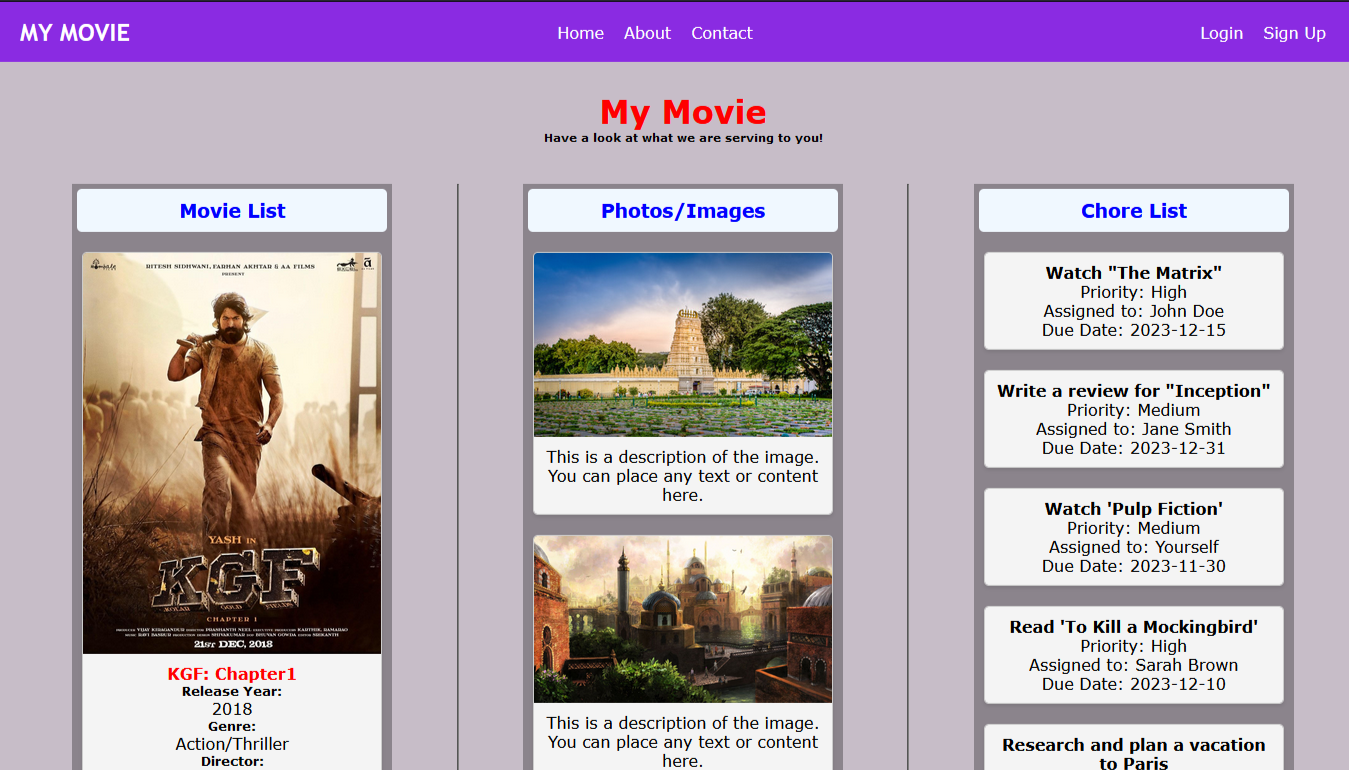 MY MOVIE
Home About Contact
Login Sign Up
My Movie
Have a look at what we are serving to you!
Movie List
RITESH SIDHWANI, FARHAN AKHTAR & AA FILMS
PRESENT
YASH IN
KGF
KOLAR GOLD FIELDS
CHAPTER 1
21ST DEC, 2018
KGF: Chapter1
Release Year:
2018
Genre:
Action/Thriller
Director:
Photos/Images
This is a description of the image.
You can place any text or content
here.
This is a description of the image.
You can place any text or content
here.
Chore List
Watch "The Matrix"
Priority: High
Assigned to: John Doe
Due Date: 2023-12-15
Write a review for "Inception"
Priority: Medium
Assigned to: Jane Smith
Due Date: 2023-12-31
Watch 'Pulp Fiction'
Priority: Medium
Assigned to: Yourself
Due Date: 2023-11-30
Read 'To Kill a Mockingbird'
Priority: High
Assigned to: Sarah Brown
Due Date: 2023-12-10
Research and plan a vacation
to Paris